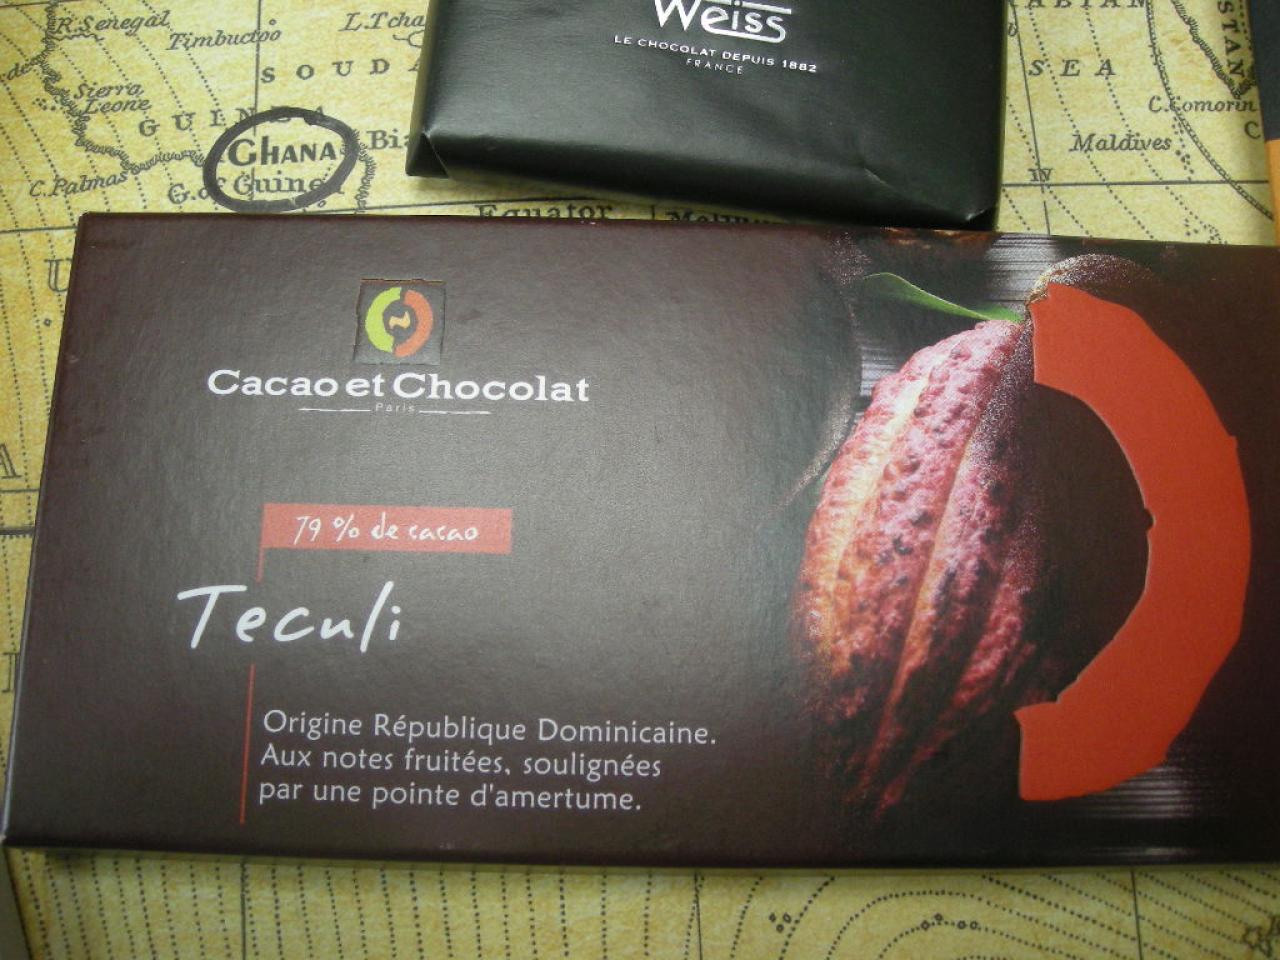 R. Senegal
Timbuctoo
L. Tcha
SOUDA
Sierra
Leone
GUINEA
GHANA
C. Palmas
G. of Guinea
Equator
Weiss
LE CHOCOLAT DEPUIS 1882
FRANCE
SEA
C. Comorin
Maldives
Cacao et Chocolat
Paris
79 % de cacao
Teculi
Origine République Dominicaine.
Aux notes fruitées, soulignées
par une pointe d'amertume.